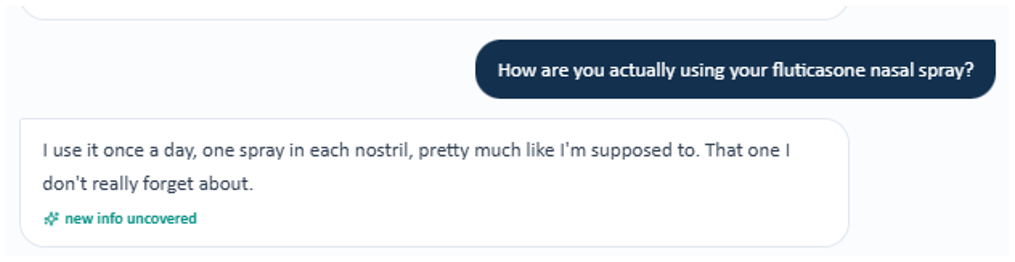 How are you actually using your fluticasone nasal spray?
I use it once a day, one spray in each nostril, pretty much like I'm supposed to. That one I
don't really forget about.
new info uncovered